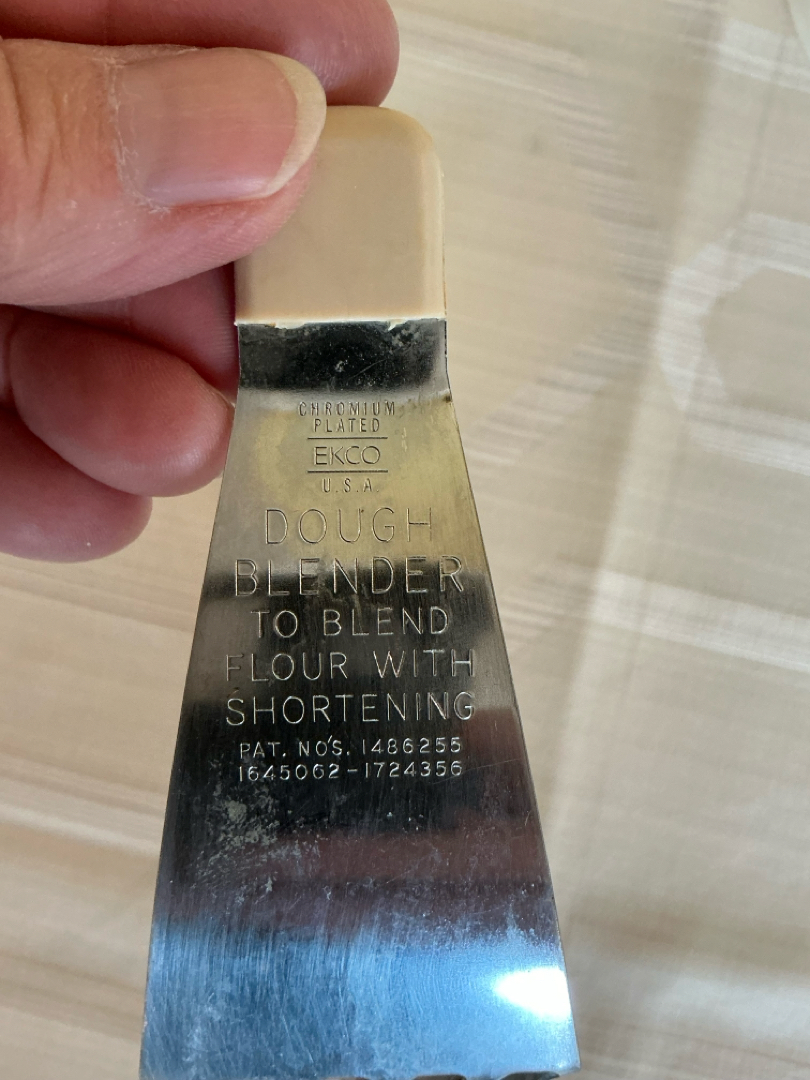 CHROMIUM
PLATED
EKCO
U.S.A.
DOUGH
BLENDER
TO BLEND
FLOUR WITH
SHORTENING
PAT. NO'S. 1486255
1645062-1724356